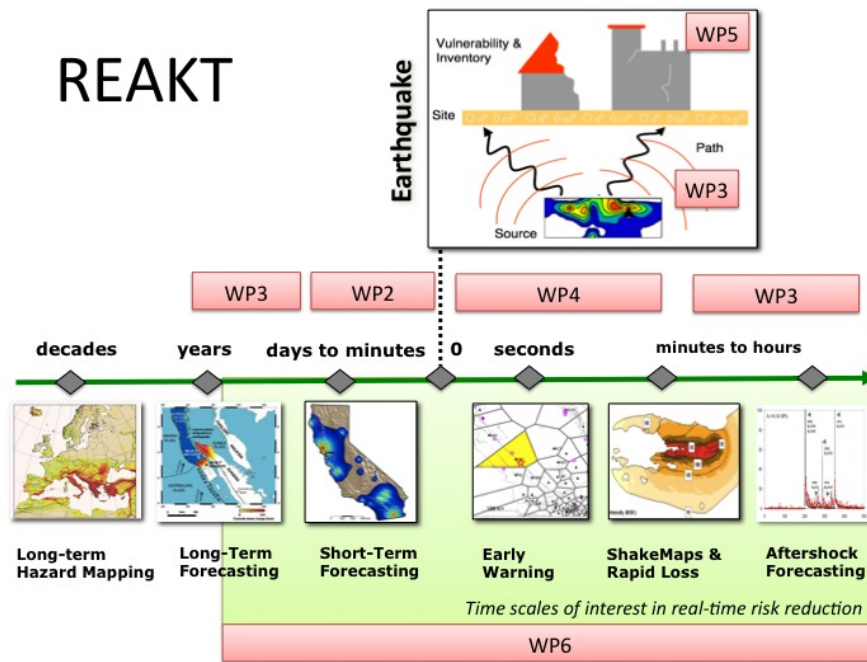 REAKT
Earthquake
Vulnerability &
Inventory
WP5
Site
Path
WP3
Source
WP3
WP2
WP4
WP3
decades
years
days to minutes
0
seconds
minutes to hours
Long-term
Hazard Mapping
Long-Term
Forecasting
Short-Term
Forecasting
Early
Warning
ShakeMaps &
Rapid Loss
Aftershock
Forecasting
Time scales of interest in real-time risk reduction
WP6